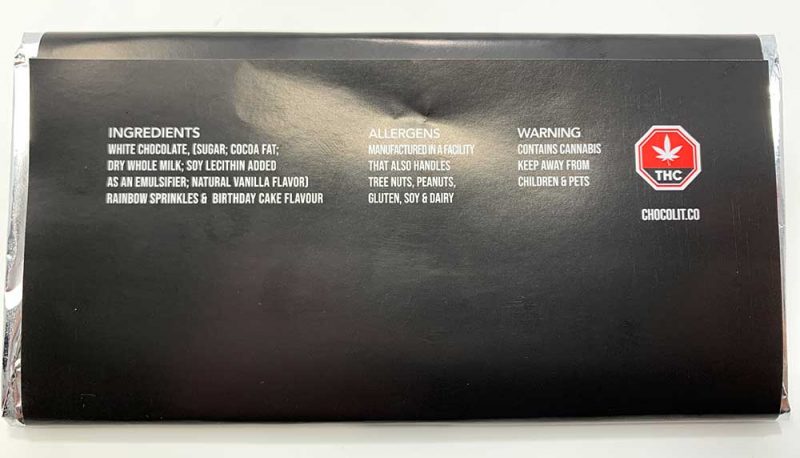 INGREDIENTS
WHITE CHOCOLATE, (SUGAR; COCOA FAT;
DRY WHOLE MILK; SOY LECITHIN ADDED
AS AN EMULSIFIER; NATURAL VANILLA FLAVOR)
RAINBOW SPRINKLES & BIRTHDAY CAKE FLAVOUR
ALLERGENS
MANUFACTURED IN A FACILITY
THAT ALSO HANDLES
TREE NUTS, PEANUTS,
GLUTEN, SOY & DAIRY
WARNING
CONTAINS CANNABIS
KEEP AWAY FROM
CHILDREN & PETS
THC
CHOCOLIT.CO